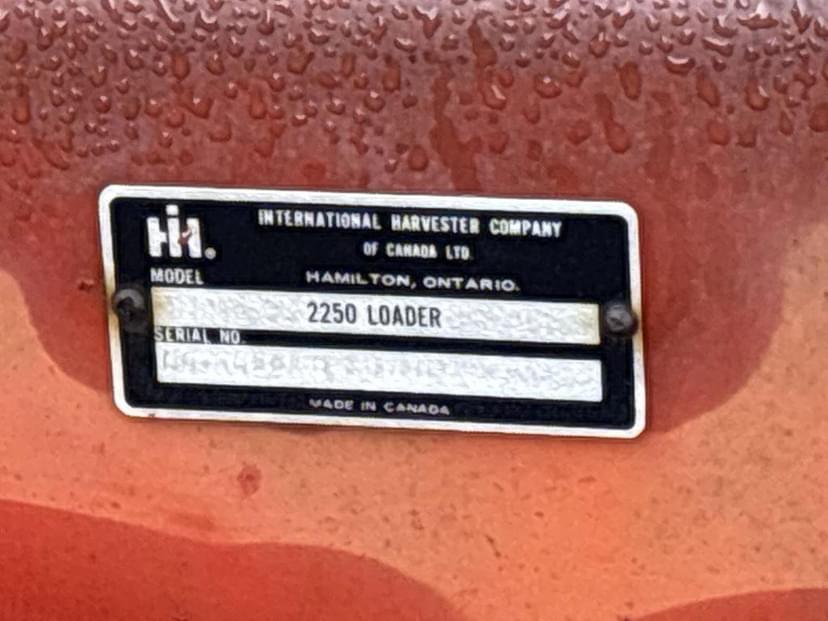 IH®
INTERNATIONAL HARVESTER COMPANY
OF CANADA LTD.
MODEL HAMILTON, ONTARIO.
2250 LOADER
SERIAL NO.
MADE IN CANADA